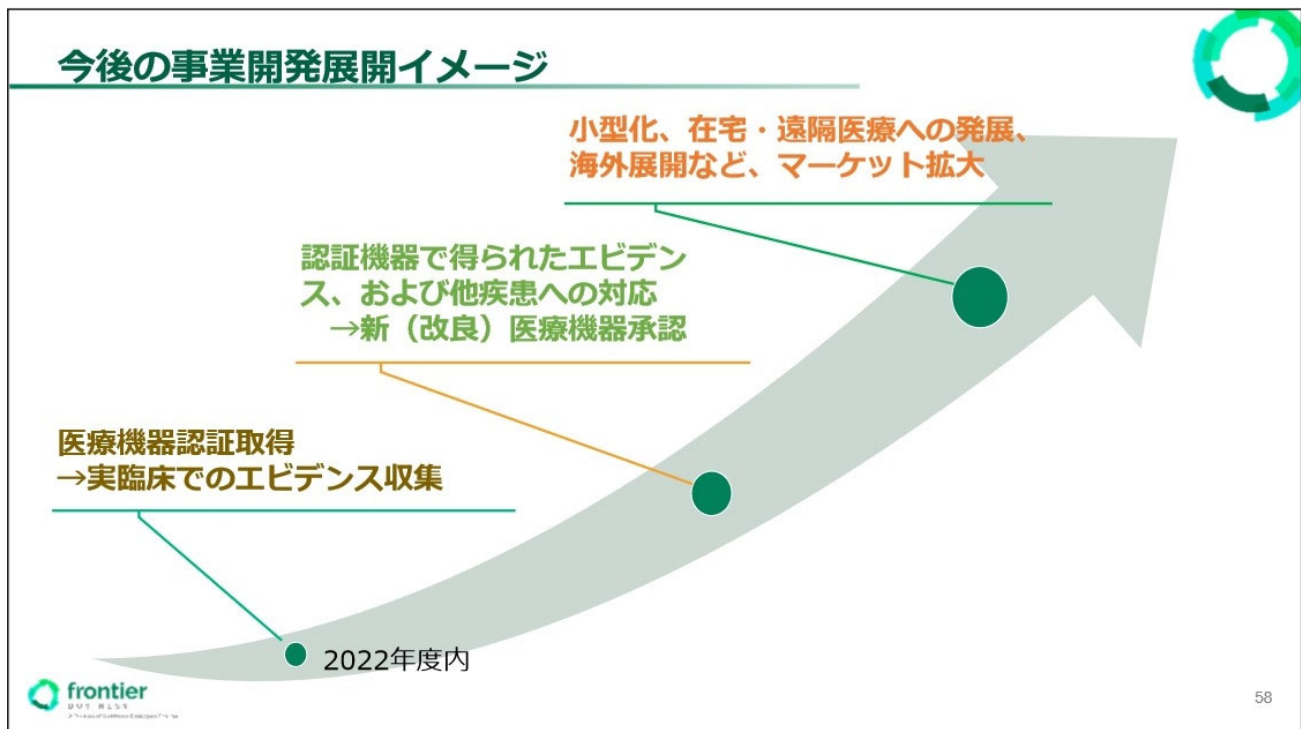 今後の事業開発展開イメージ
小型化、在宅・遠隔医療への発展、
海外展開など、マーケット拡大
認証機器で得られたエビデン
ス、および他疾患への対応
→新（改良）医療機器承認
医療機器認証取得
→実臨床でのエビデンス収集
2022年度内
frontier
58